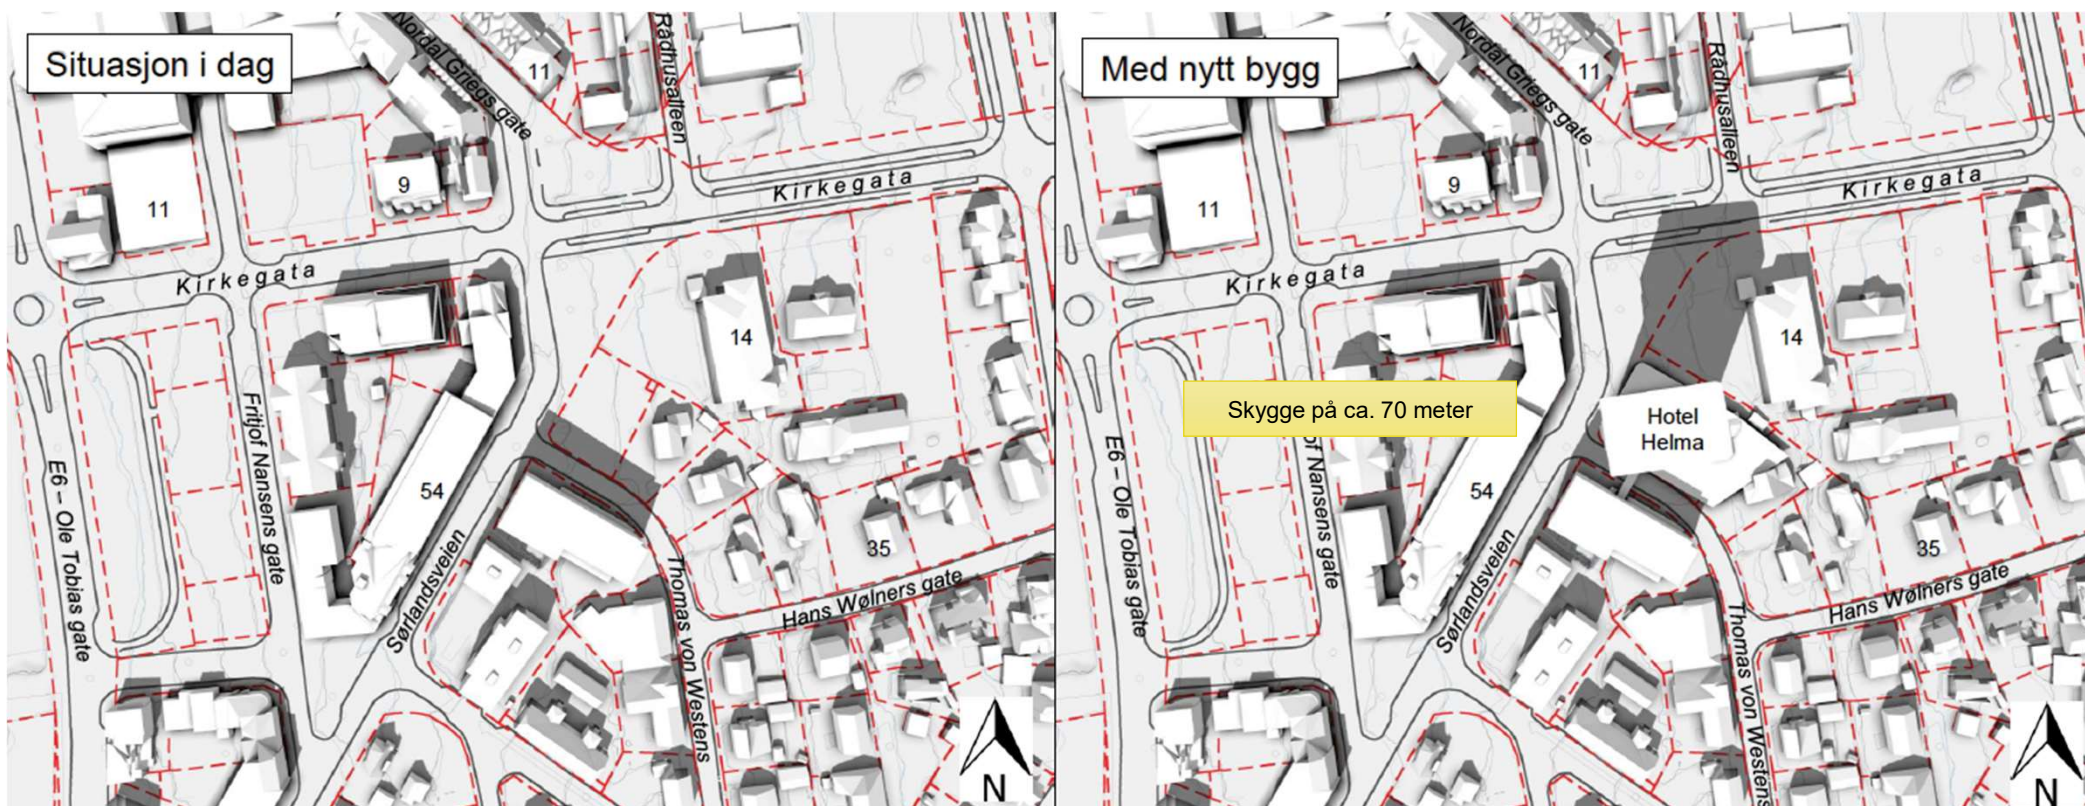 Situasjon i dag
Nordal Griegs gate
11
Rådhusalleen
9
11
Kirkegata
Kirkegata
14
Fritjof Nansens gate
E6 – Ole Tobias gate
54
Sørlandsveien
35
Thomas von Westens
Hans Wølners gate
N
Med nytt bygg
Nordal Griegs gate
11
Rådhusalleen
9
11
Kirkegata
Kirkegata
14
Skygge på ca. 70 meter
Hotel
Helma
of Nansens gate
E6 – Ole Tobias gate
54
Sørlandsveien
35
Thomas von Westens
Hans Wølners gate
N